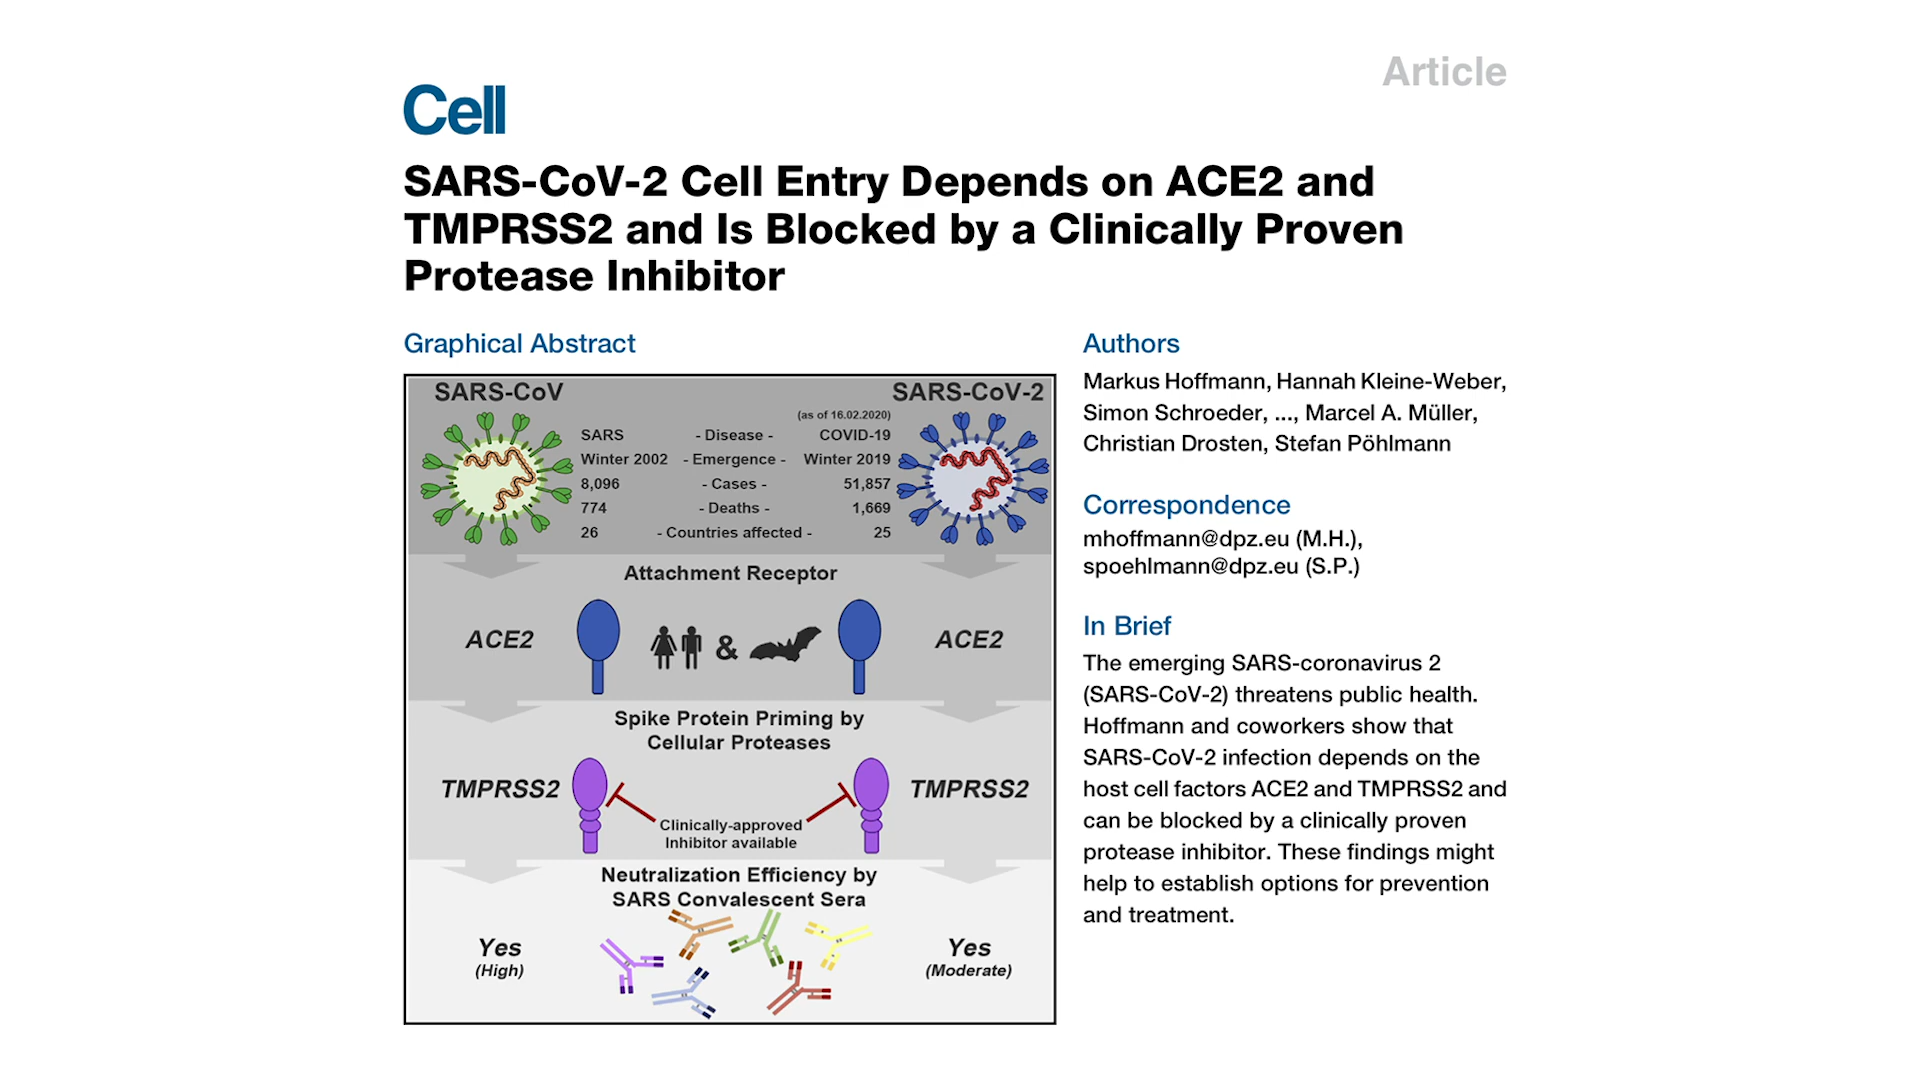 Article
Cell
SARS-CoV-2 Cell Entry Depends on ACE2 and
TMPRSS2 and Is Blocked by a Clinically Proven
Protease Inhibitor
Graphical Abstract
SARS-CoV
SARS-CoV-2
(as of 16.02.2020)
SARS - Disease - COVID-19
Winter 2002 - Emergence - Winter 2019
8,096 - Cases - 51,857
774 - Deaths - 1,669
26 - Countries affected - 25
Attachment Receptor
ACE2 & ACE2
Spike Protein Priming by
Cellular Proteases
TMPRSS2 TMPRSS2
Clinically-approved
Inhibitor available
Neutralization Efficiency by
SARS Convalescent Sera
Yes Yes
(High) (Moderate)
Authors
Markus Hoffmann, Hannah Kleine-Weber,
Simon Schroeder, ..., Marcel A. Müller,
Christian Drosten, Stefan Pöhlmann
Correspondence
mhoffmann@dpz.eu (M.H.),
spoehlmann@dpz.eu (S.P.)
In Brief
The emerging SARS-coronavirus 2
(SARS-CoV-2) threatens public health.
Hoffmann and coworkers show that
SARS-CoV-2 infection depends on the
host cell factors ACE2 and TMPRSS2 and
can be blocked by a clinically proven
protease inhibitor. These findings might
help to establish options for prevention
and treatment.